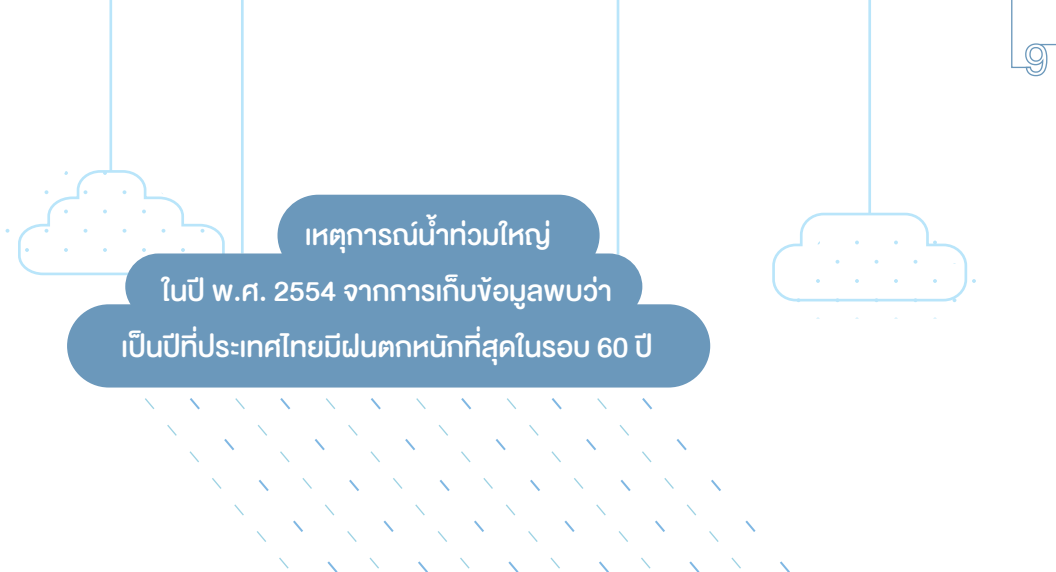 9
เหตุการณ์น้ำท่วมใหญ่
ในปี พ.ศ. 2554 จากการเก็บข้อมูลพบว่า
เป็นปีที่ประเทศไทยมีฝนตกหนักที่สุดในรอบ 60 ปี